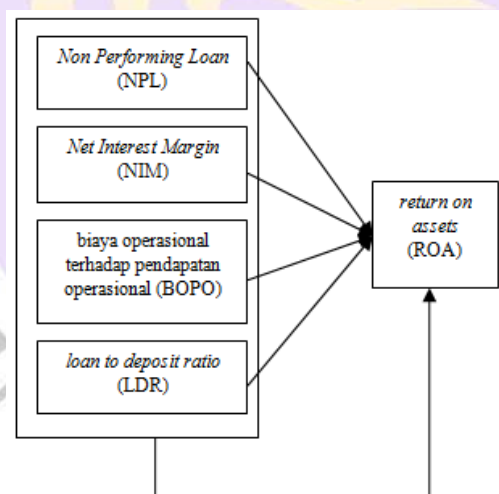 Non Performing Loan
(NPL)
Net Interest Margin
(NIM)
biaya operasional
terhadap pendapatan
operasional (BOPO)
loan to deposit ratio
(LDR)
return on
assets
(ROA)